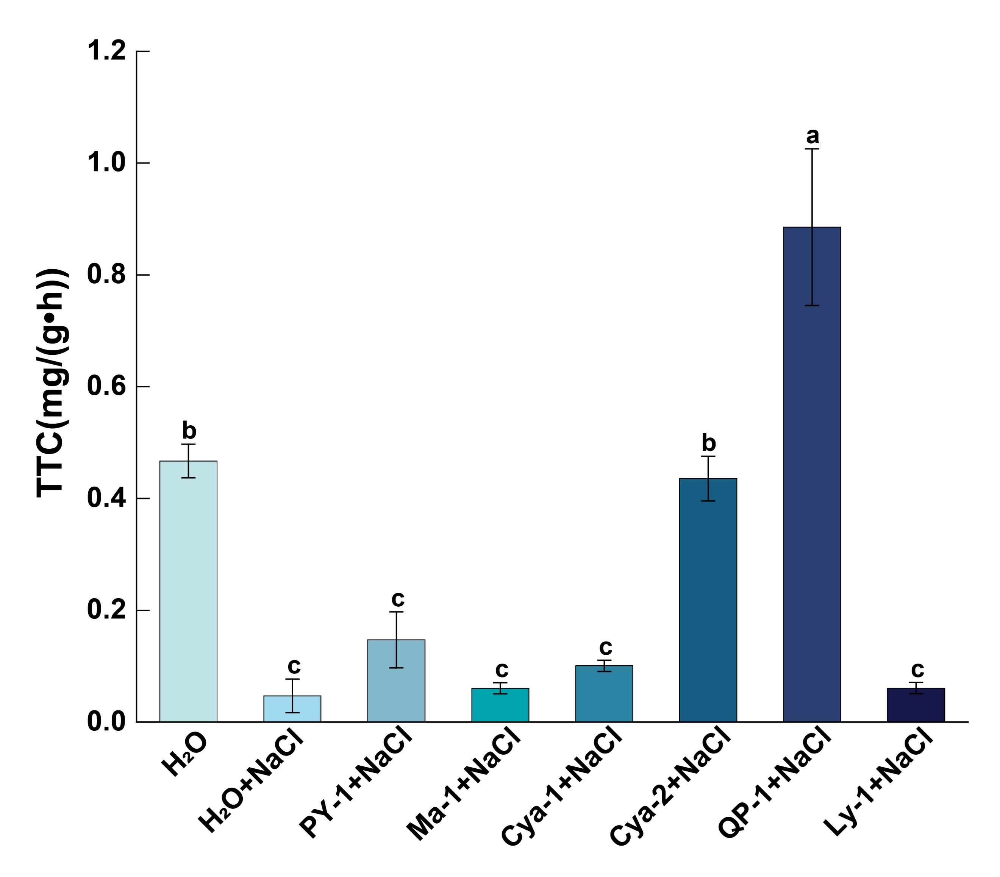 TTC(mg/(g•h))
1.2
1.0
0.8
0.6
0.4
0.2
0.0
b
c
c
c
c
b
a
c
H₂O
H₂O+NaCl
PY-1+NaCl
Ma-1+NaCl
Cya-1+NaCl
Cya-2+NaCl
QP-1+NaCl
Ly-1+NaCl